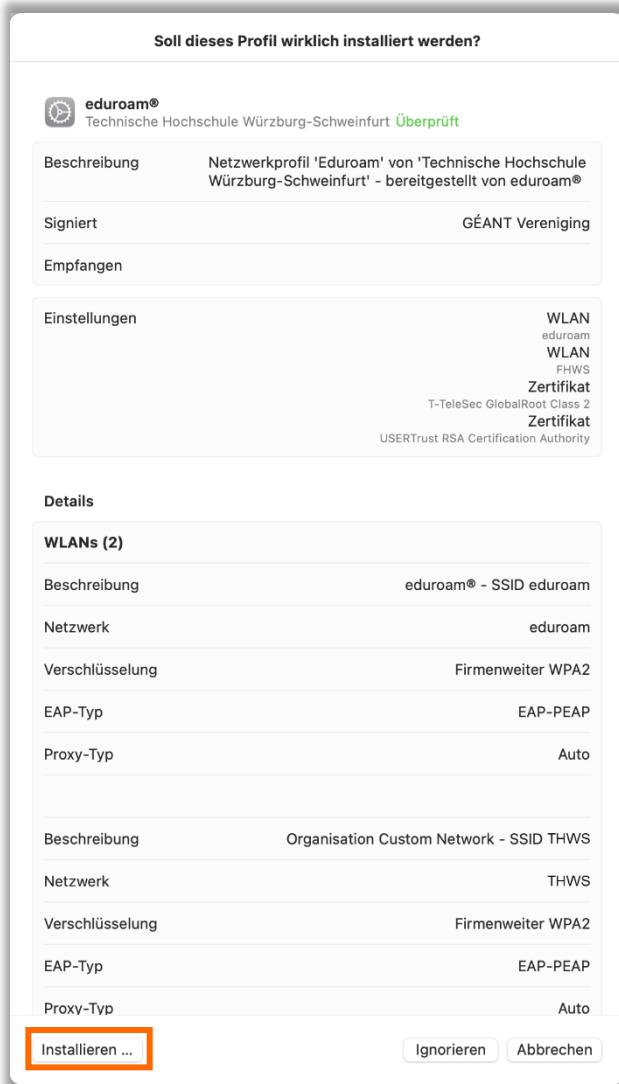 Soll dieses Profil wirklich installiert werden?
eduroam®
Technische Hochschule Würzburg-Schweinfurt Überprüft
Beschreibung Netzwerkprofil 'Eduroam' von 'Technische Hochschule
Würzburg-Schweinfurt' - bereitgestellt von eduroam®
Signiert GÉANT Vereniging
Empfangen
Einstellungen WLAN
eduroam
WLAN
FHWS
Zertifikat
T-TeleSec GlobalRoot Class 2
Zertifikat
USERTrust RSA Certification Authority
Details
WLANs (2)
Beschreibung eduroam® - SSID eduroam
Netzwerk eduroam
Verschlüsselung Firmenweiter WPA2
EAP-Typ EAP-PEAP
Proxy-Typ Auto
Beschreibung Organisation Custom Network - SSID THWS
Netzwerk THWS
Verschlüsselung Firmenweiter WPA2
EAP-Typ EAP-PEAP
Proxy-Typ Auto
Installieren ... Ignorieren Abbrechen